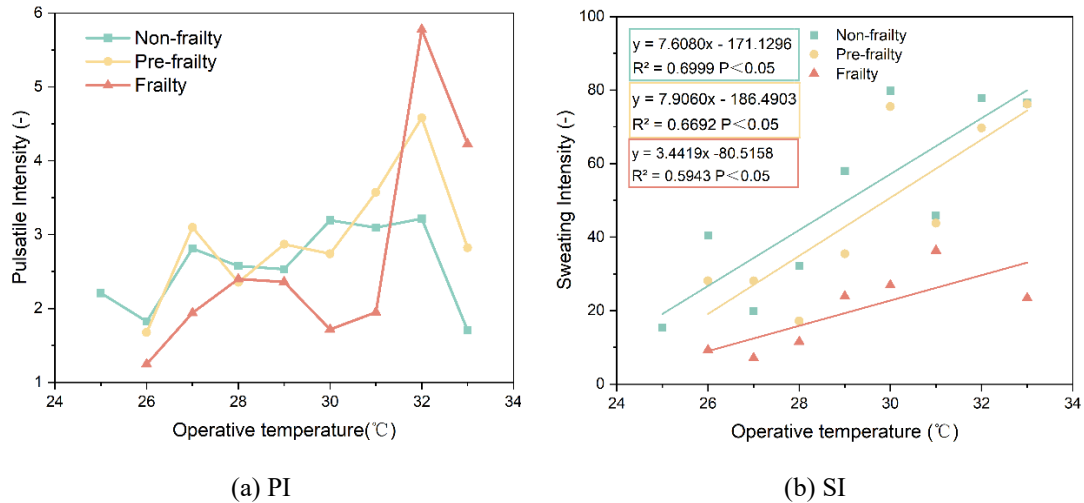 6
5
4
3
2
1
24
26
28
30
32
34
Pulsatile Intensity (-)
Operative temperature(℃)
Non-frailty
Pre-frailty
Frailty
(a) PI
100
80
60
40
20
0
24
26
28
30
32
34
Sweating Intensity (-)
Operative temperature (℃)
y = 7.6080x - 171.1296
R² = 0.6999 P＜0.05
y = 7.9060x - 186.4903
R² = 0.6692 P＜0.05
y = 3.4419x -80.5158
R² = 0.5943 P＜0.05
Non-frailty
Pre-frailty
Frailty
(b) SI